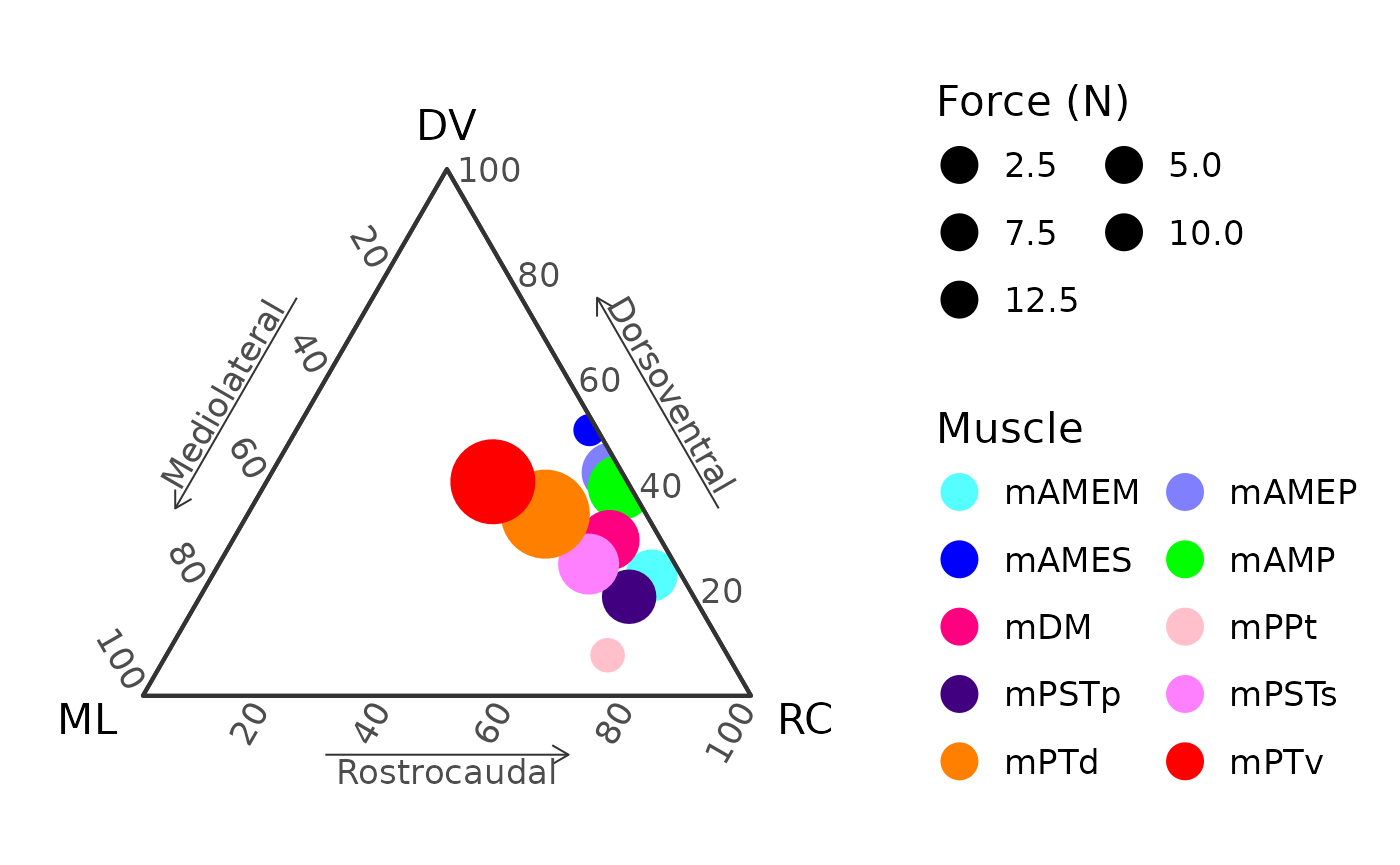 DV
100
80
60
40
20
Dorsoventral
20
40
60
80
100
Mediolateral
ML
RC
20
40
60
80
100
Rostrocaudal
Force (N)
2.5 5.0
7.5 10.0
12.5
Muscle
mAMEM mAMEP
mAMES mAMP
mDM mPPt
mPSTp mPSTs
mPTd mPTv